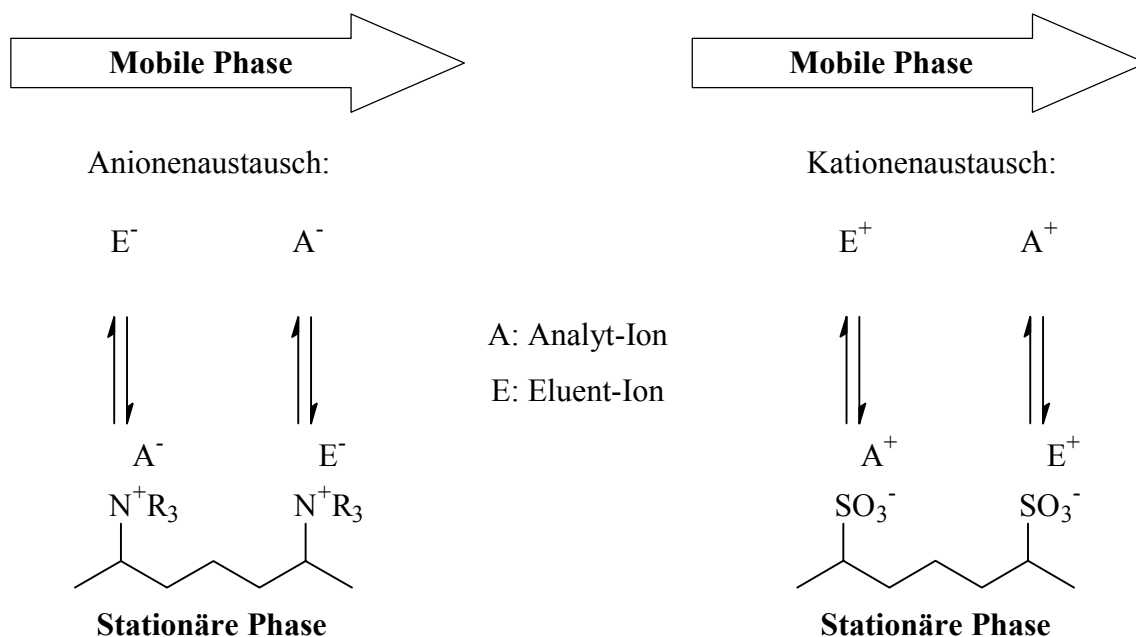 Mobile Phase
Mobile Phase
Anionenaustausch:
Kationenaustausch:
E⁻ A⁻
E⁺ A⁺
A: Analyt-Ion
E: Eluent-Ion
A⁻ E⁻
A⁺ E⁺
N⁺R₃ N⁺R₃
SO₃⁻ SO₃⁻
Stationäre Phase
Stationäre Phase